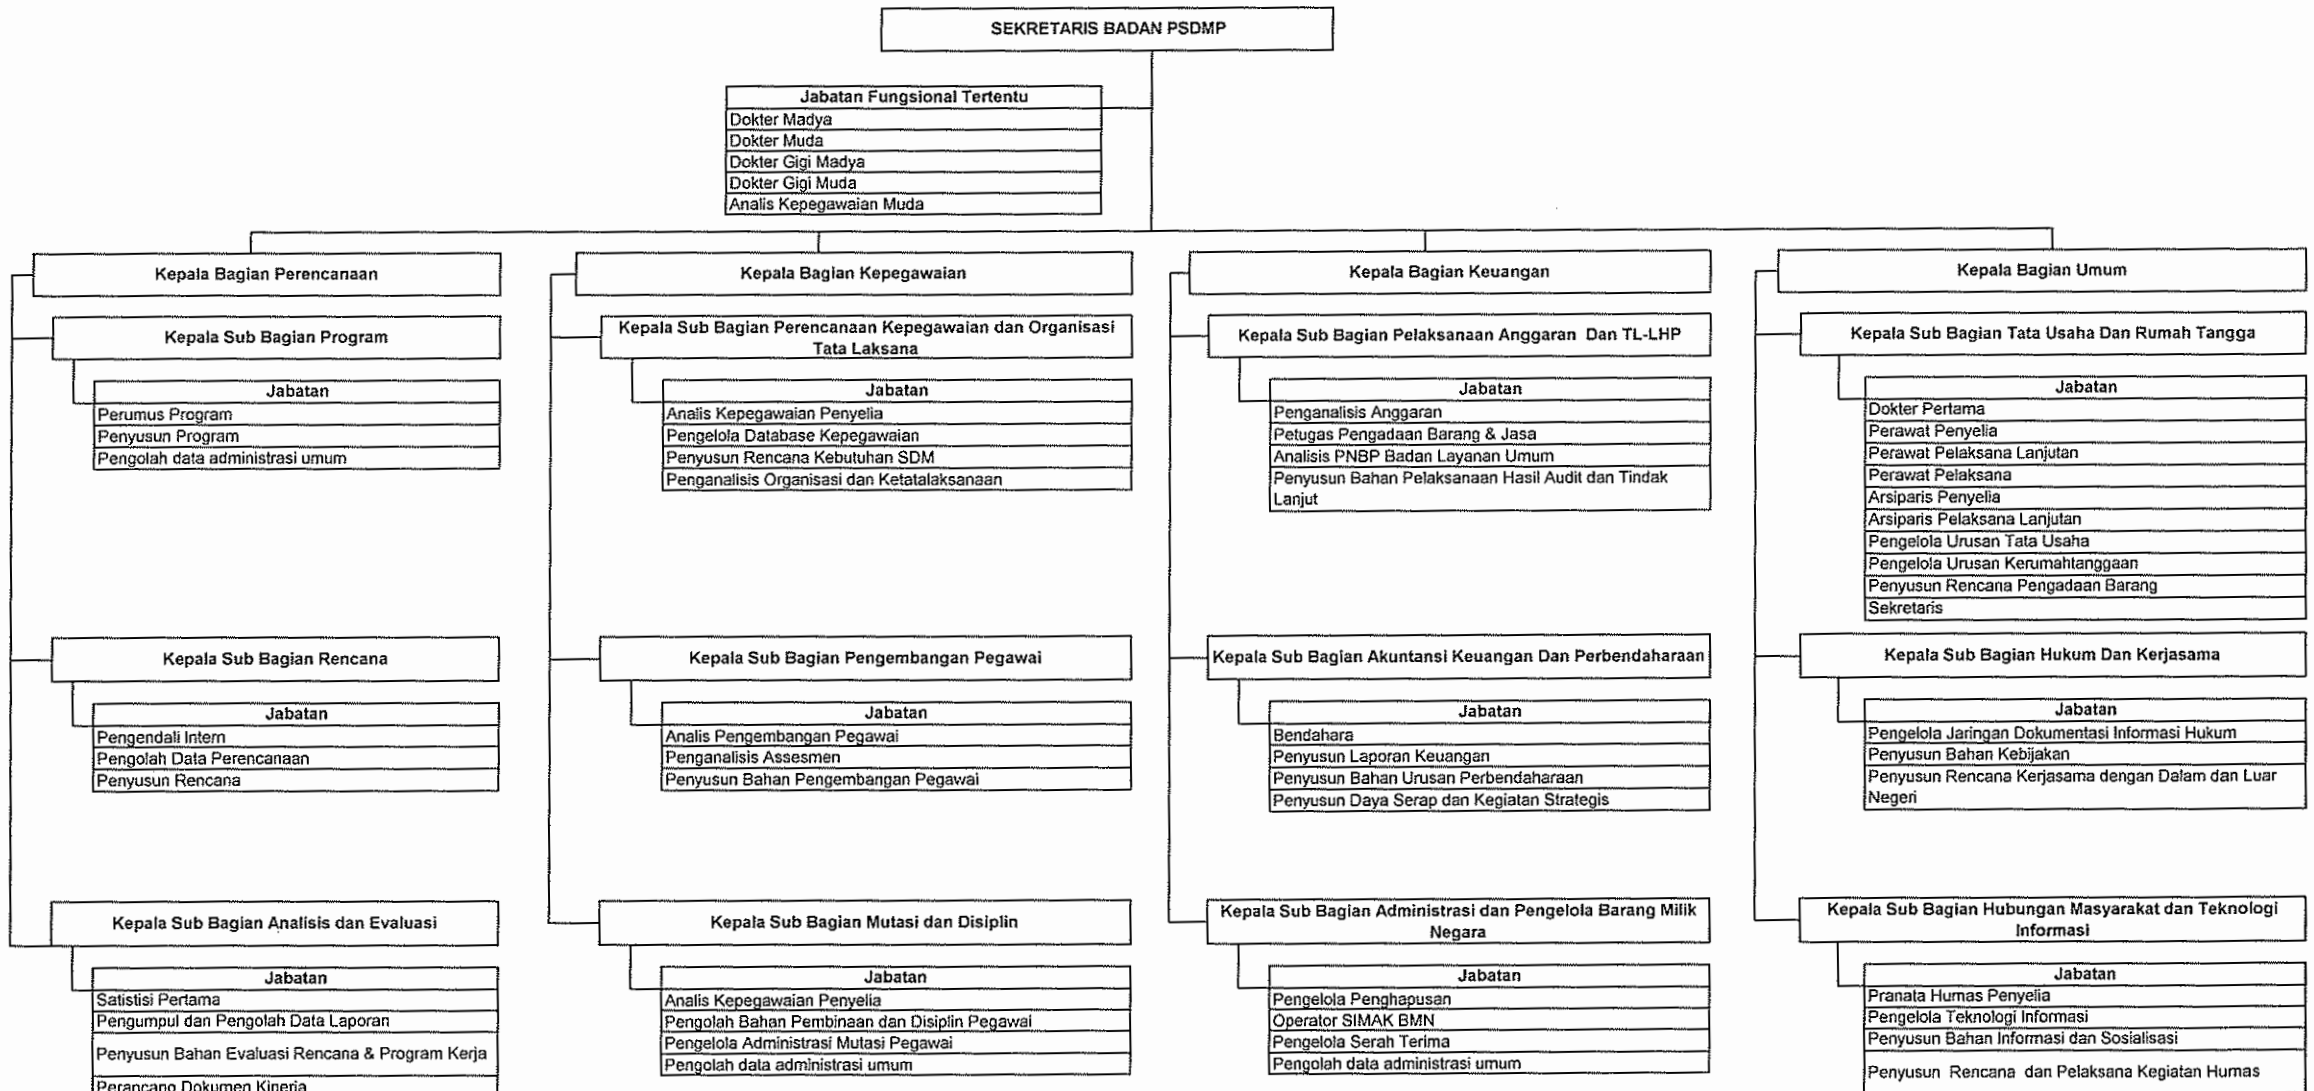 SEKRETARIS BADAN PSDMP
Jabatan Fungsional Tertentu
Dokter Madya
Dokter Muda
Dokter Gigi Madya
Dokter Gigi Muda
Analis Kepegawaian Muda
Kepala Bagian Perencanaan
Kepala Sub Bagian Program
Jabatan
Perumus Program
Penyusun Program
Pengolah data administrasi umum
Kepala Sub Bagian Rencana
Jabatan
Pengendali Intern
Pengolah Data Perencanaan
Penyusun Rencana
Kepala Sub Bagian Analisis dan Evaluasi
Jabatan
Satistisi Pertama
Pengumpul dan Pengolah Data Laporan
Penyusun Bahan Evaluasi Rencana & Program Kerja
Perancang Dokumen Kinerja
Kepala Bagian Kepegawaian
Kepala Sub Bagian Perencanaan Kepegawaian dan Organisasi
Tata Laksana
Jabatan
Analis Kepegawaian Penyelia
Pengelola Database Kepegawaian
Penyusun Rencana Kebutuhan SDM
Penganalisis Organisasi dan Ketatalaksanaan
Kepala Sub Bagian Pengembangan Pegawai
Jabatan
Analis Pengembangan Pegawai
Penganalisis Assesmen
Penyusun Bahan Pengembangan Pegawai
Kepala Sub Bagian Mutasi dan Disiplin
Jabatan
Analis Kepegawaian Penyelia
Pengolah Bahan Pembinaan dan Disiplin Pegawai
Pengelola Administrasi Mutasi Pegawai
Pengolah data administrasi umum
Kepala Bagian Keuangan
Kepala Sub Bagian Pelaksanaan Anggaran Dan TL-LHP
Jabatan
Penganalisis Anggaran
Petugas Pengadaan Barang & Jasa
Analisis PNBP Badan Layanan Umum
Penyusun Bahan Pelaksanaan Hasil Audit dan Tindak
Lanjut
Kepala Sub Bagian Akuntansi Keuangan Dan Perbendaharaan
Jabatan
Bendahara
Penyusun Laporan Keuangan
Penyusun Bahan Urusan Perbendaharaan
Penyusun Daya Serap dan Kegiatan Strategis
Kepala Sub Bagian Administrasi dan Pengelola Barang Milik
Negara
Jabatan
Pengelola Penghapusan
Operator SIMAK BMN
Pengelola Serah Terima
Pengolah data administrasi umum
Kepala Bagian Umum
Kepala Sub Bagian Tata Usaha Dan Rumah Tangga
Jabatan
Dokter Pertama
Perawat Penyelia
Perawat Pelaksana Lanjutan
Perawat Pelaksana
Arsiparis Penyelia
Arsiparis Pelaksana Lanjutan
Pengelola Urusan Tata Usaha
Pengelola Urusan Kerumahtanggaan
Penyusun Rencana Pengadaan Barang
Sekretaris
Kepala Sub Bagian Hukum Dan Kerjasama
Jabatan
Pengelola Jaringan Dokumentasi Informasi Hukum
Penyusun Bahan Kebijakan
Penyusun Rencana Kerjasama dengan Dalam dan Luar
Negeri
Kepala Sub Bagian Hubungan Masyarakat dan Teknologi
Informasi
Jabatan
Pranata Humas Penyelia
Pengelola Teknologi Informasi
Penyusun Bahan Informasi dan Sosialisasi
Penyusun Rencana dan Pelaksana Kegiatan Humas